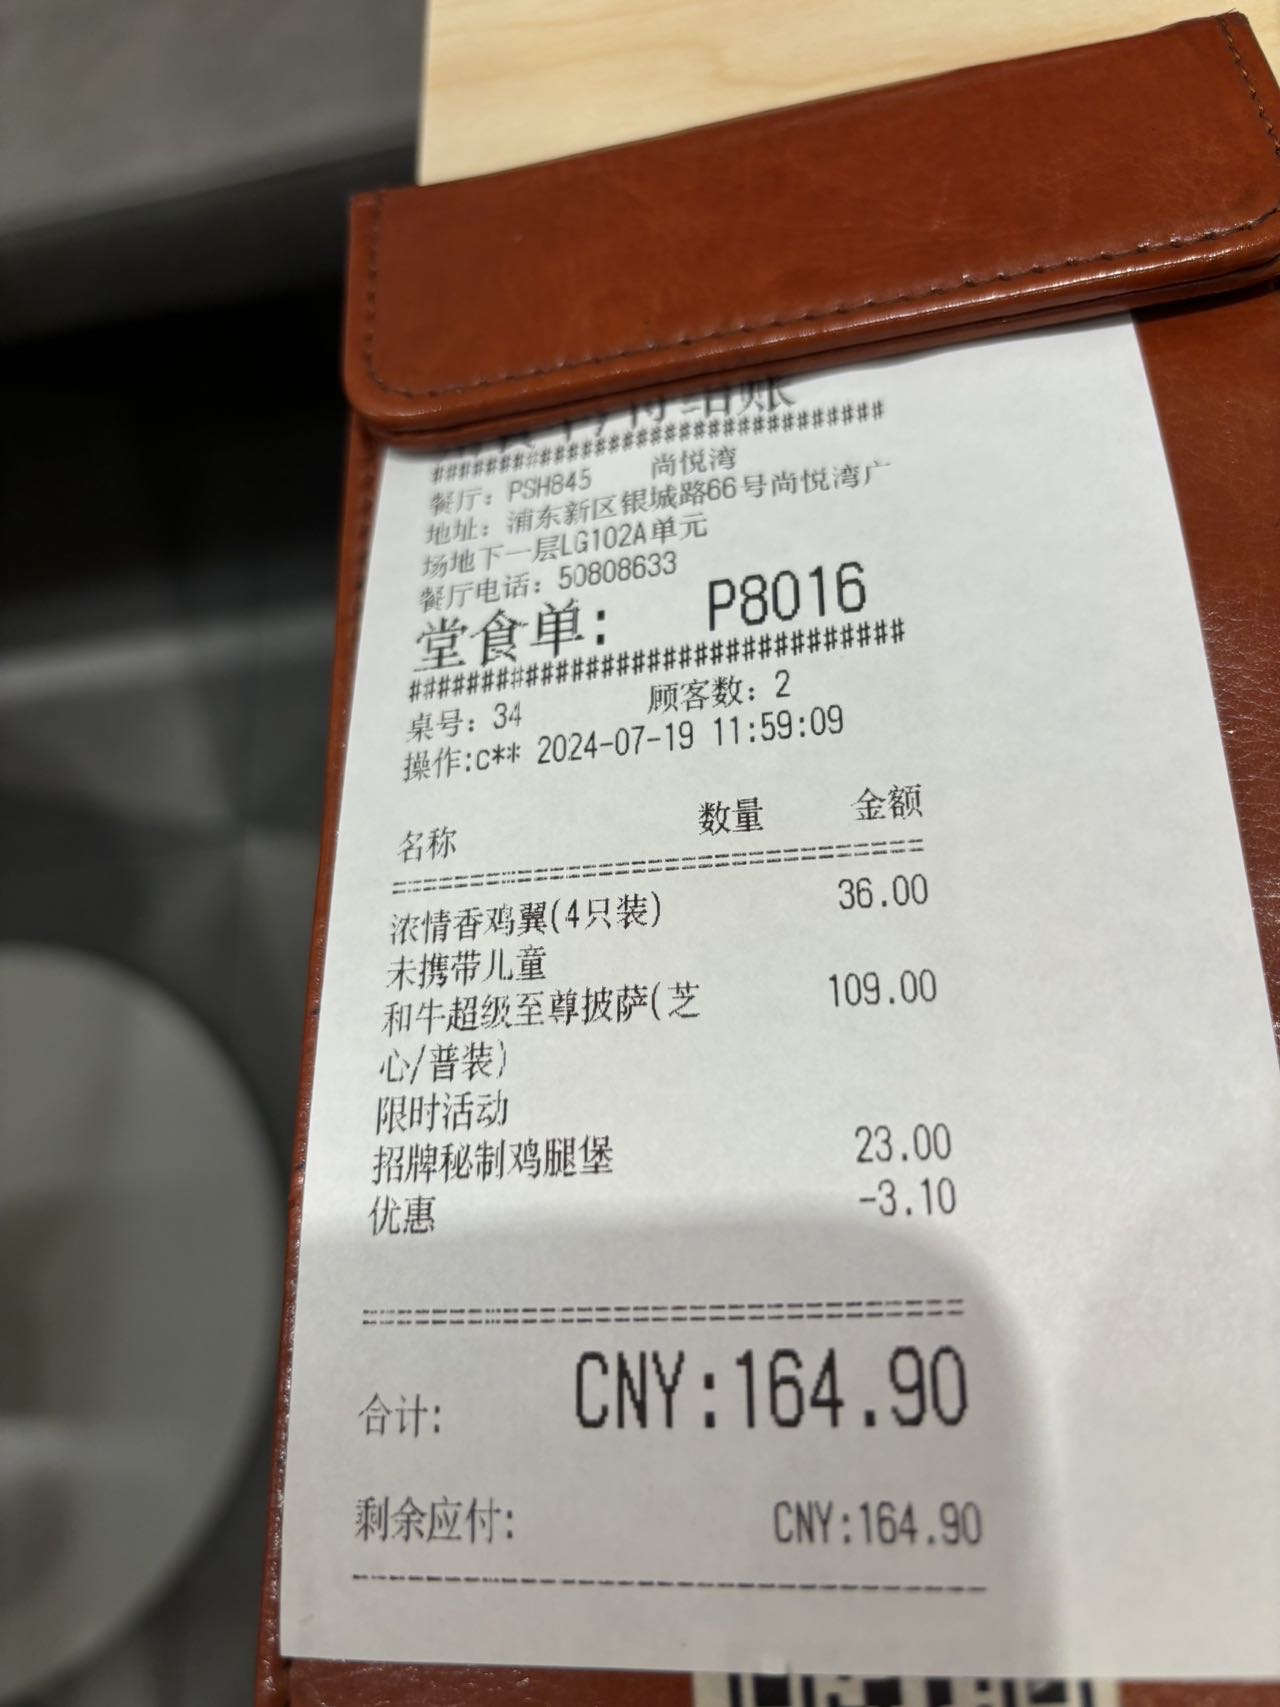 结账
##############################
餐厅：PSH845 尚悦湾
地址：浦东新区银城路66号尚悦湾广
场地下一层LG102A单元
餐厅电话：50808633
堂食单： P8016
##############################
桌号：34 顾客数：2
操作:c** 2024-07-19 11:59:09
名称 数量 金额
浓情香鸡翼(4只装) 36.00
未携带儿童
和牛超级至尊披萨(芝 109.00
心/普装)
限时活动
招牌秘制鸡腿堡 23.00
优惠 -3.10
合计: CNY:164.90
剩余应付: CNY:164.90